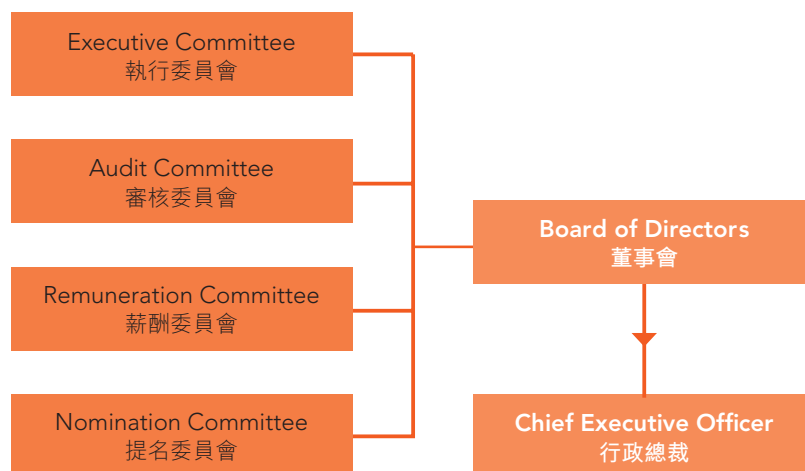 Executive Committee
執行委員會
Audit Committee
審核委員會
Remuneration Committee
薪酬委員會
Nomination Committee
提名委員會
Board of Directors
董事會
Chief Executive Officer
行政總裁